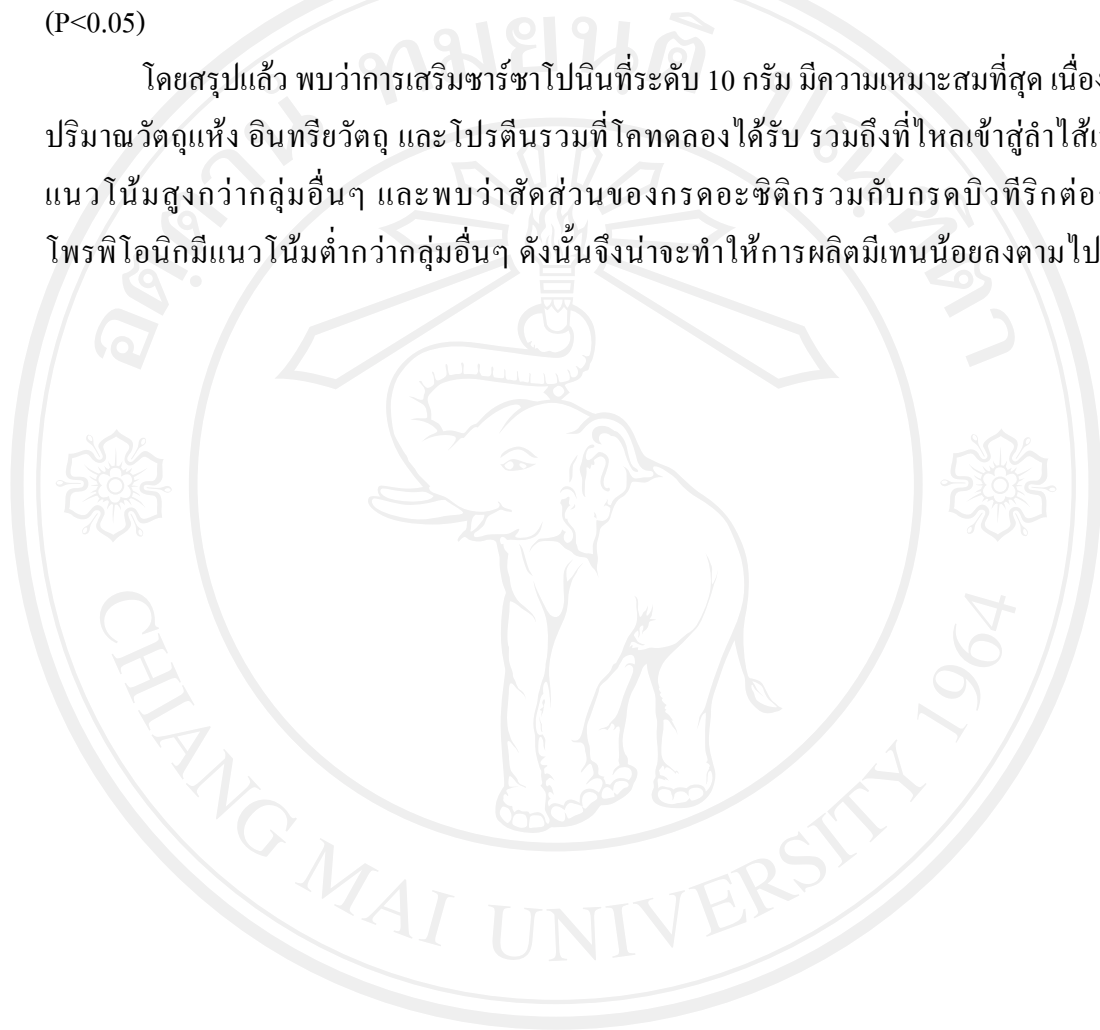 (P<0.05)
โดยสรุปแล้ว พบว่าการเสริมซาร์ซาโปนินที่ระดับ 10 กรัม มีความเหมาะสมที่สุด เนื่อง
ปริมาณวัตถุแห้ง อินทรียวัตถุ และโปรตีนรวมที่โคทดลองได้รับ รวมถึงที่ไหลเข้าสู่ลำไส้
แนวโน้มสูงกว่ากลุ่มอื่นๆ และพบว่าสัดส่วนของกรดอะซิติกรวมกับกรดบิวทีริกต่อ
โพรพิโอนิกมีแนวโน้มต่ำกว่ากลุ่มอื่นๆ ดังนั้นจึงน่าจะทำให้การผลิตมีเทนน้อยลงตามไป
CHIANG MAI UNIVERSITY 1964